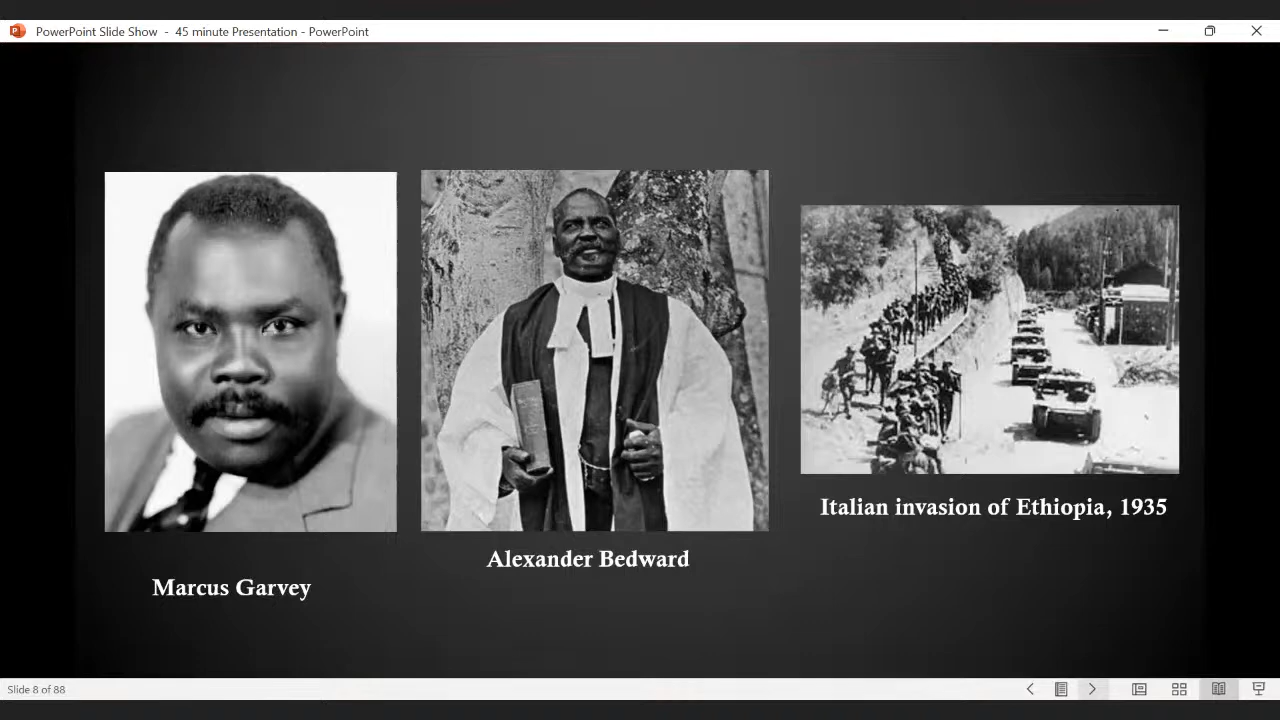 PowerPoint Slide Show - 45 minute Presentation - PowerPoint
Marcus Garvey
Alexander Bedward
Italian invasion of Ethiopia, 1935
Slide 8 of 88